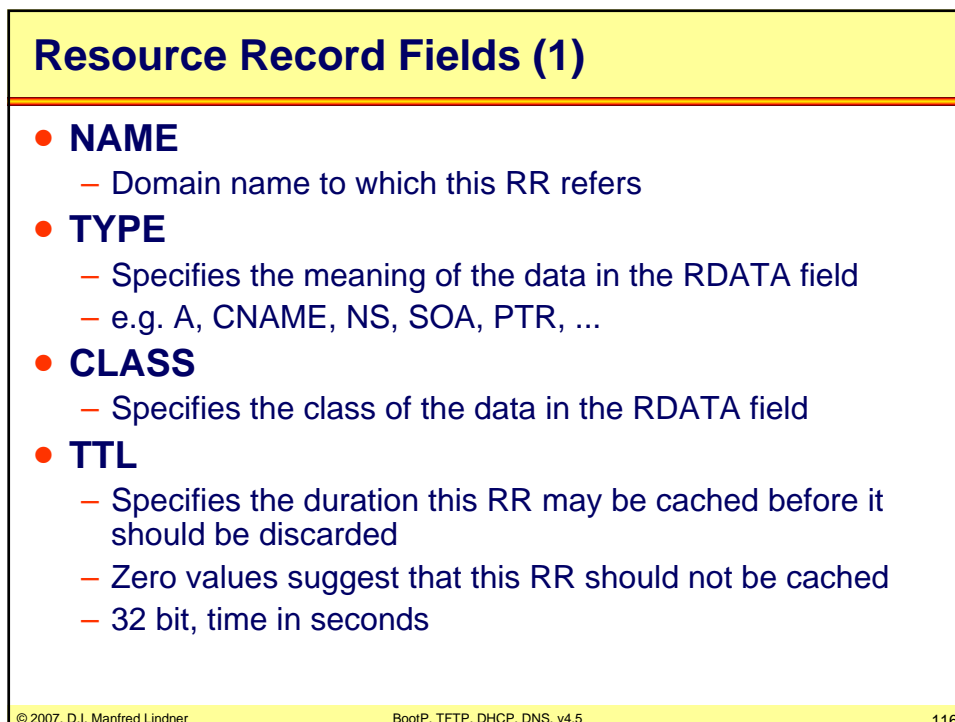 Resource Record Fields (1)
• NAME
– Domain name to which this RR refers
• TYPE
– Specifies the meaning of the data in the RDATA field
– e.g. A, CNAME, NS, SOA, PTR, ...
• CLASS
– Specifies the class of the data in the RDATA field
• TTL
– Specifies the duration this RR may be cached before it
should be discarded
– Zero values suggest that this RR should not be cached
– 32 bit, time in seconds
© 2007, D.I. Manfred Lindner
BootP, TFTP, DHCP, DNS, v4.5
116